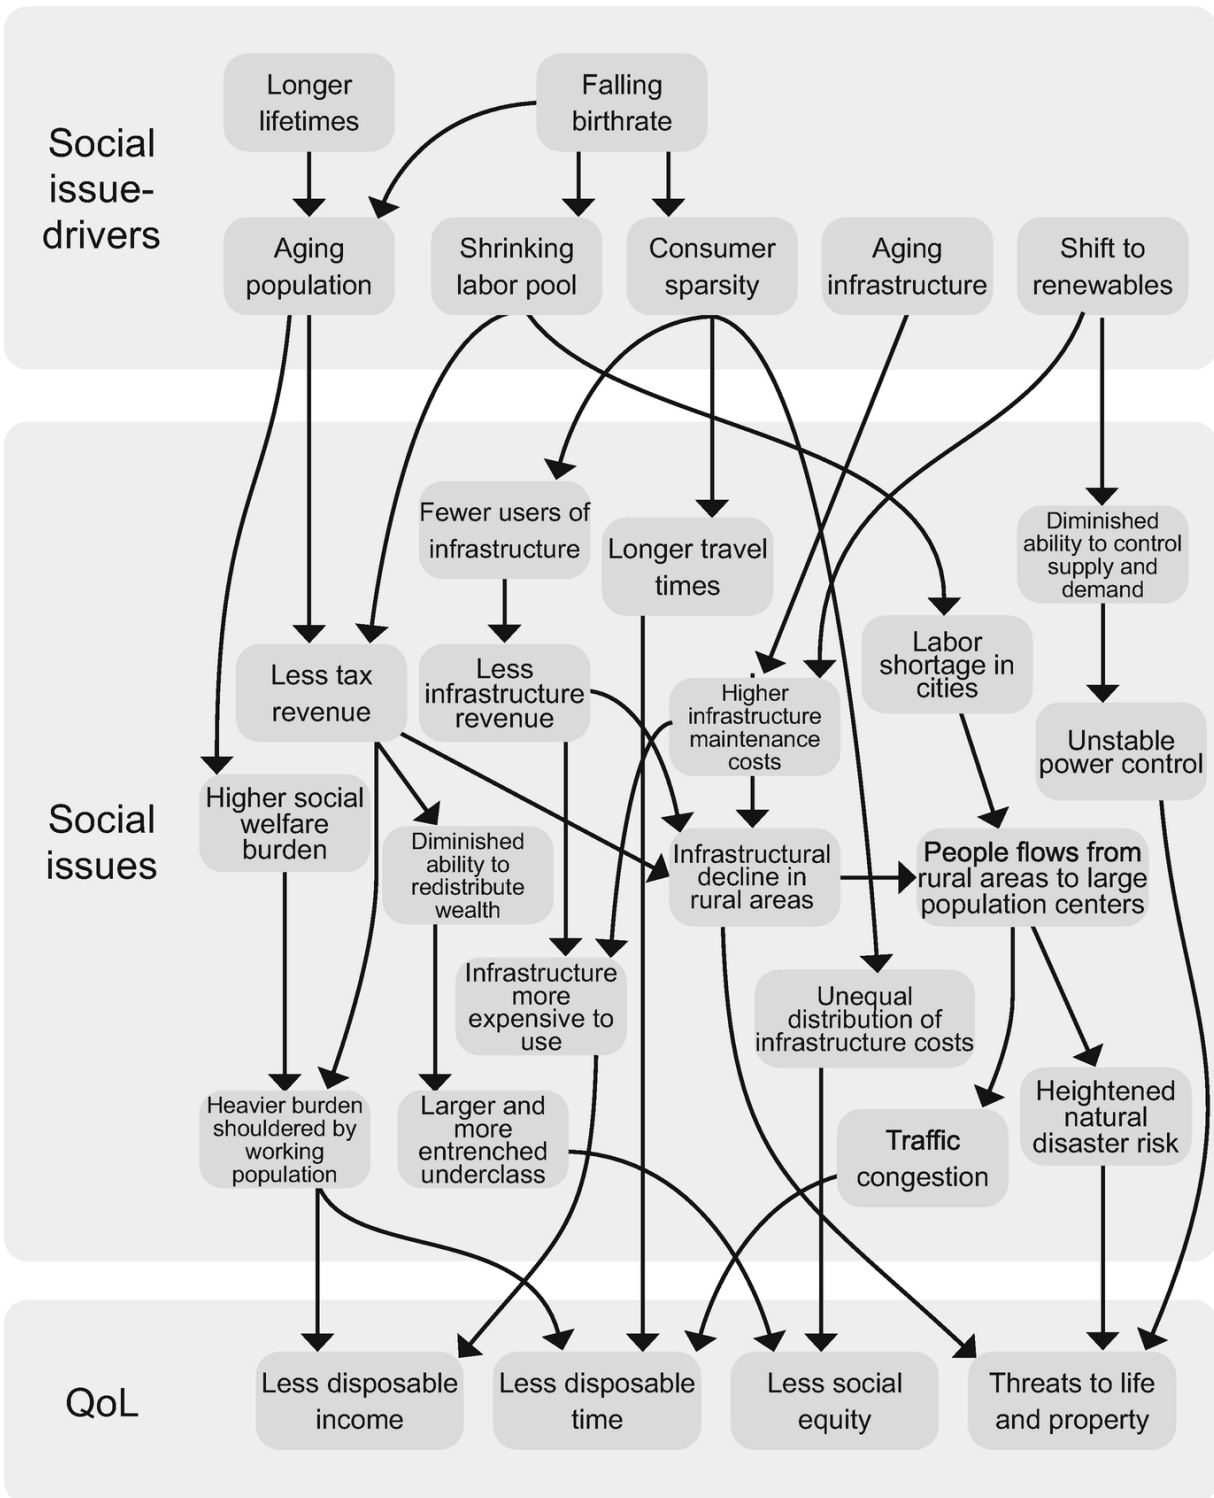 Social
issue-
drivers
Longer
lifetimes
Falling
birthrate
Aging
population
Shrinking
labor pool
Consumer
sparsity
Aging
infrastructure
Shift to
renewables
Social
issues
Fewer users of
infrastructure
Longer travel
times
Diminished
ability to control
supply and
demand
Less tax
revenue
Less
infrastructure
revenue
Higher
infrastructure
maintenance
costs
Labor
shortage in
cities
Unstable
power control
Higher social
welfare
burden
Diminished
ability to
redistribute
wealth
Infrastructural
decline in
rural areas
People flows from
rural areas to large
population centers
Infrastructure
more
expensive to
use
Unequal
distribution of
infrastructure costs
Heavier burden
shouldered by
working
population
Larger and
more
entrenched
underclass
Traffic
congestion
Heightened
natural
disaster risk
QoL
Less disposable
income
Less disposable
time
Less social
equity
Threats to life
and property